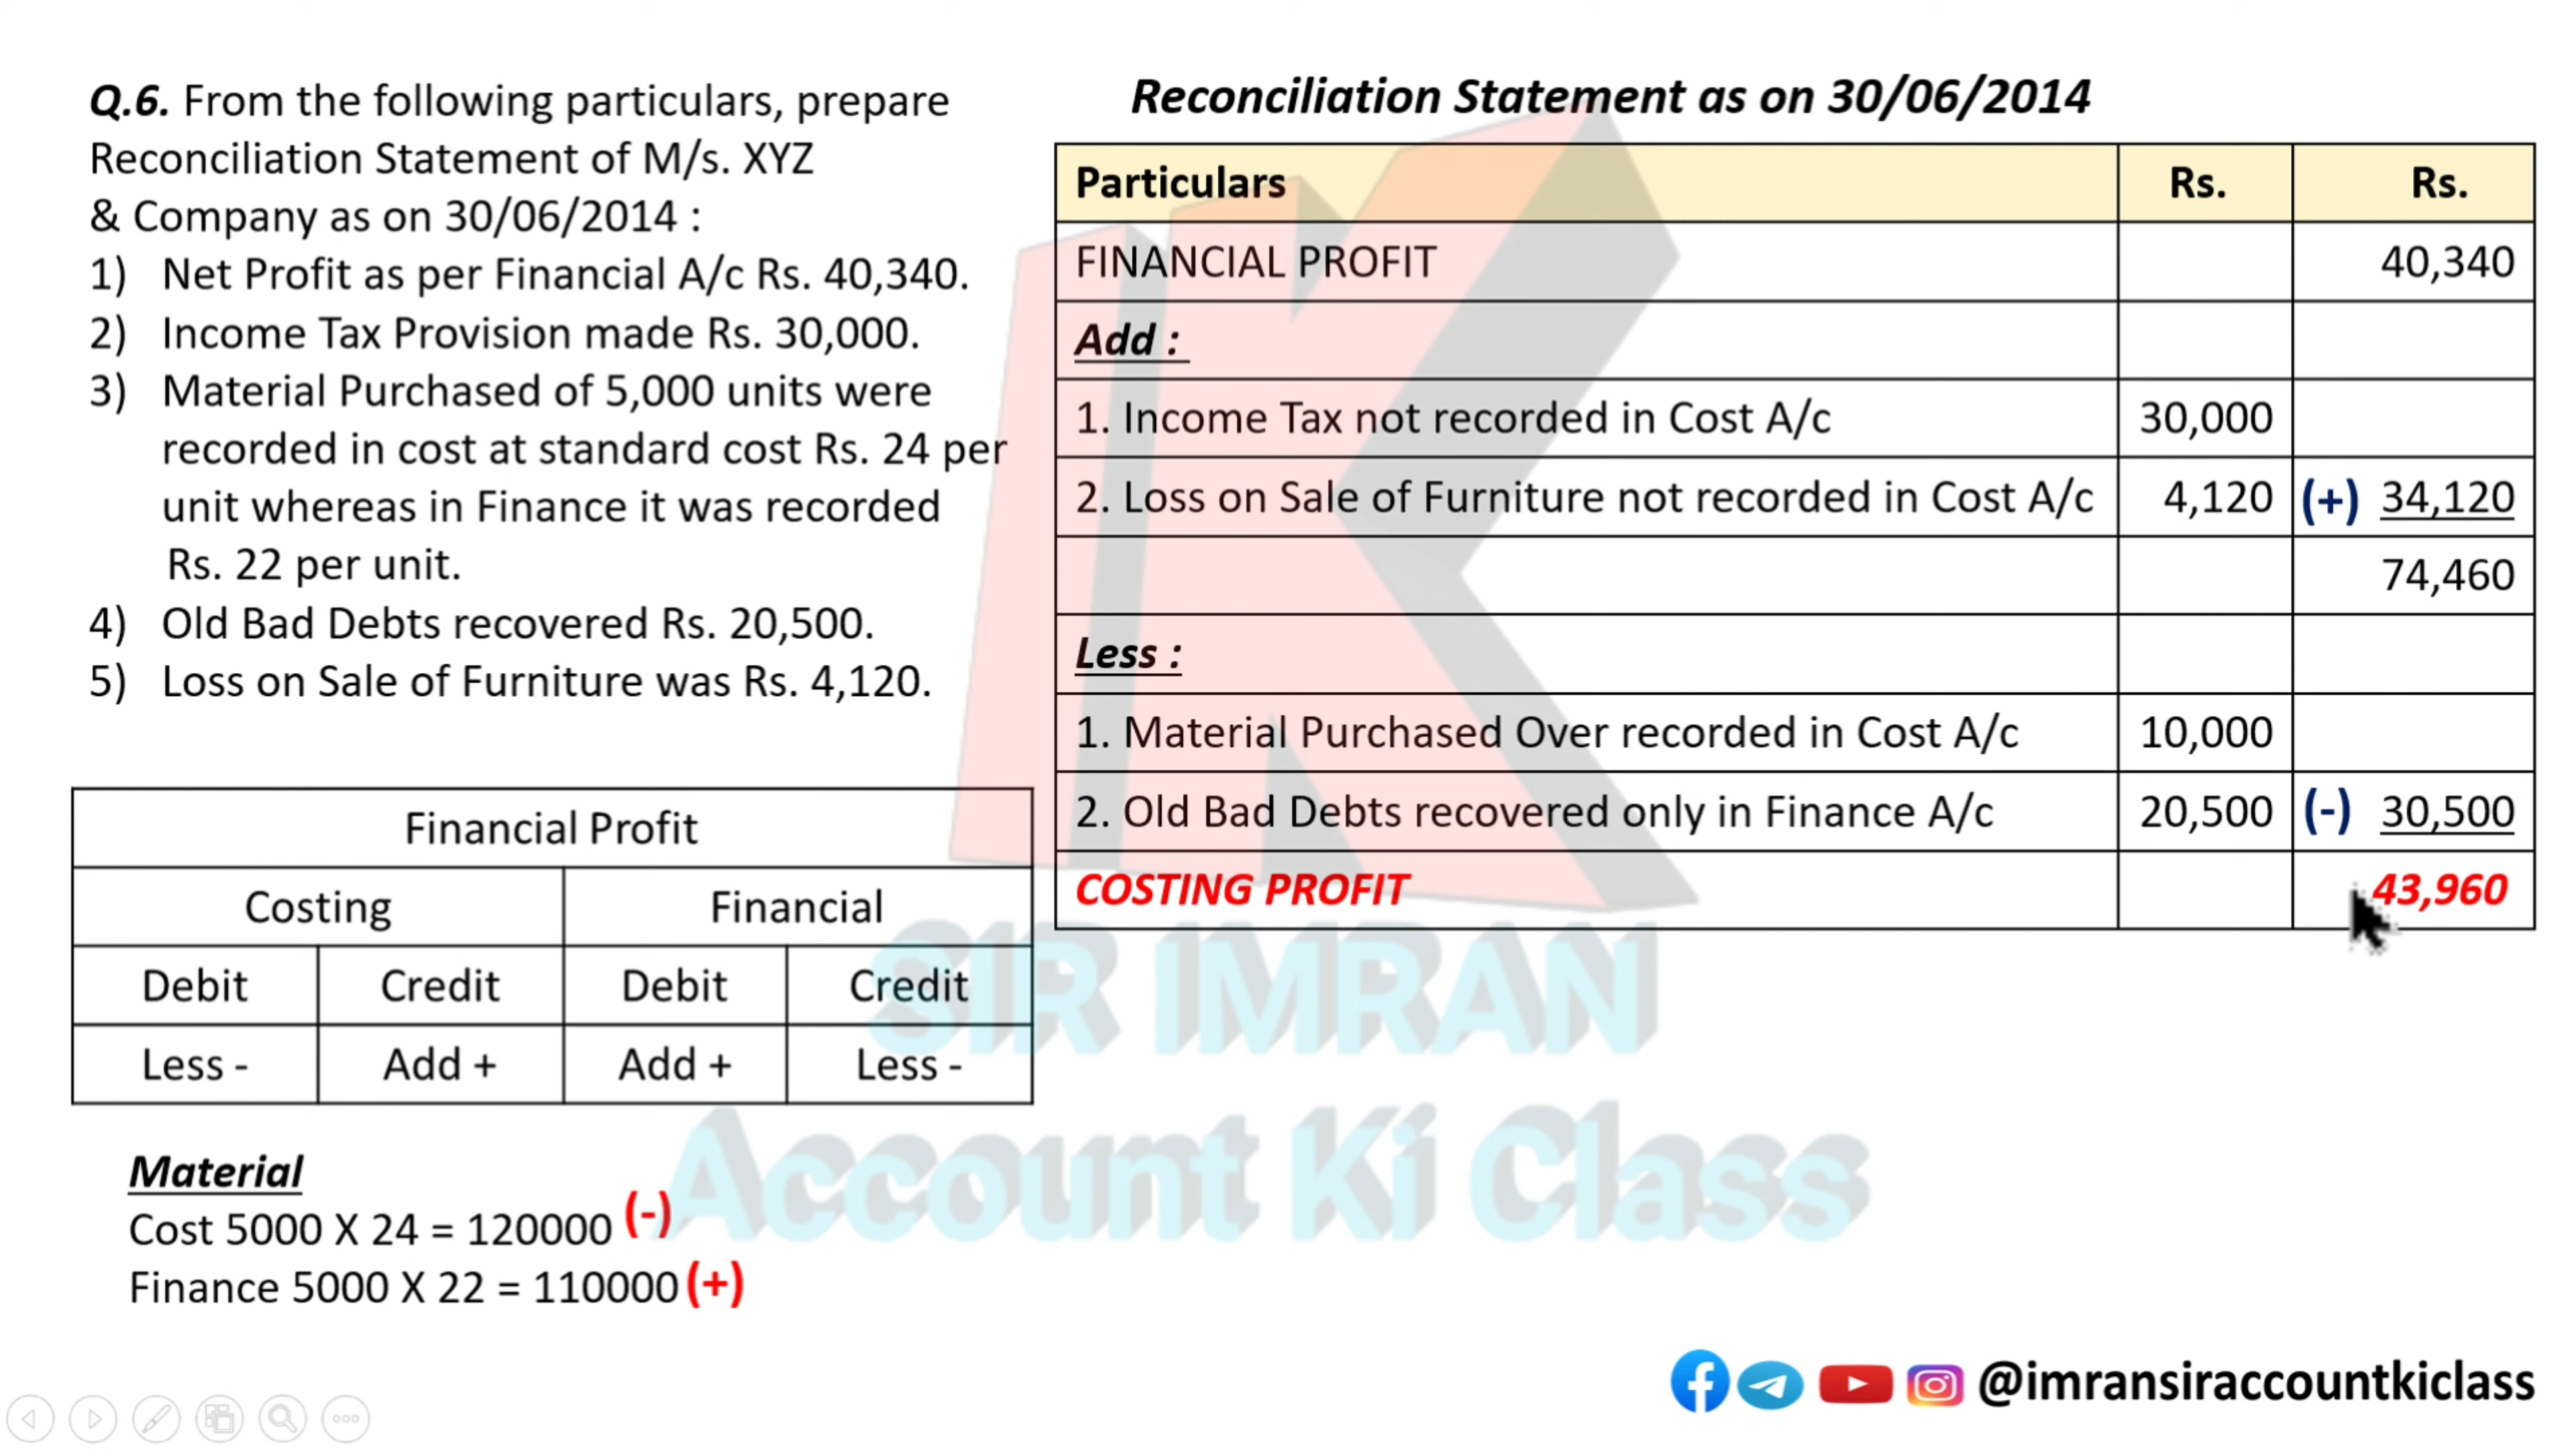 Q.6. From the following particulars, prepare
Reconciliation Statement of M/s. XYZ
& Company as on 30/06/2014 :
1) Net Profit as per Financial A/c Rs. 40,340.
2) Income Tax Provision made Rs. 30,000.
3) Material Purchased of 5,000 units were
recorded in cost at standard cost Rs. 24 per
unit whereas in Finance it was recorded
Rs. 22 per unit.
4) Old Bad Debts recovered Rs. 20,500.
5) Loss on Sale of Furniture was Rs. 4,120.
Financial Profit
Costing Financial
Debit Credit Debit Credit
Less - Add + Add + Less -
Material
Cost 5000 X 24 = 120000 (-)
Finance 5000 X 22 = 110000 (+)
Reconciliation Statement as on 30/06/2014
Particulars Rs. Rs.
FINANCIAL PROFIT 40,340
Add :
1. Income Tax not recorded in Cost A/c 30,000
2. Loss on Sale of Furniture not recorded in Cost A/c 4,120 (+) 34,120
74,460
Less :
1. Material Purchased Over recorded in Cost A/c 10,000
2. Old Bad Debts recovered only in Finance A/c 20,500 (-) 30,500
COSTING PROFIT 43,960
SIR IMRAN
Account Ki Class
@imransiraccountkiclass